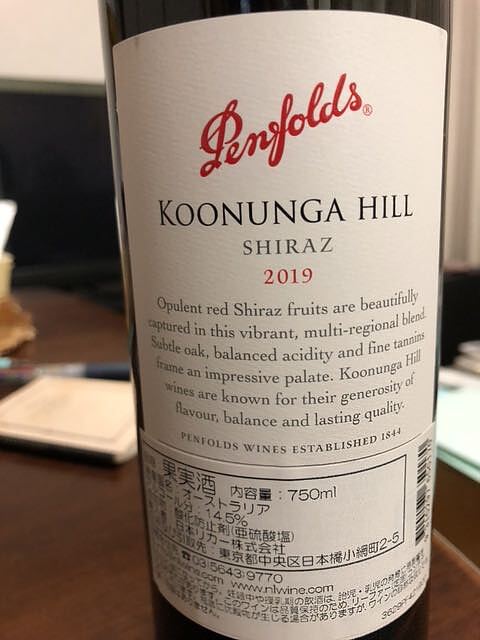 Penfolds®
KOONUNGA HILL
SHIRAZ
2019
Opulent red Shiraz fruits are beautifully
captured in this vibrant, multi-regional blend.
Subtle oak, balanced acidity and fine tannins
frame an impressive palate. Koonunga Hill
wines are known for their generosity of
flavour, balance and lasting quality.
PENFOLDS WINES ESTABLISHED 1844
果実酒 内容量：750ml
オーストラリア
14.5%
酸化防止剤(亜硫酸塩)
日本リカー株式会社
東京都中央区日本橋小網町2-5
☎03.5643.9770
www.nlwine.com